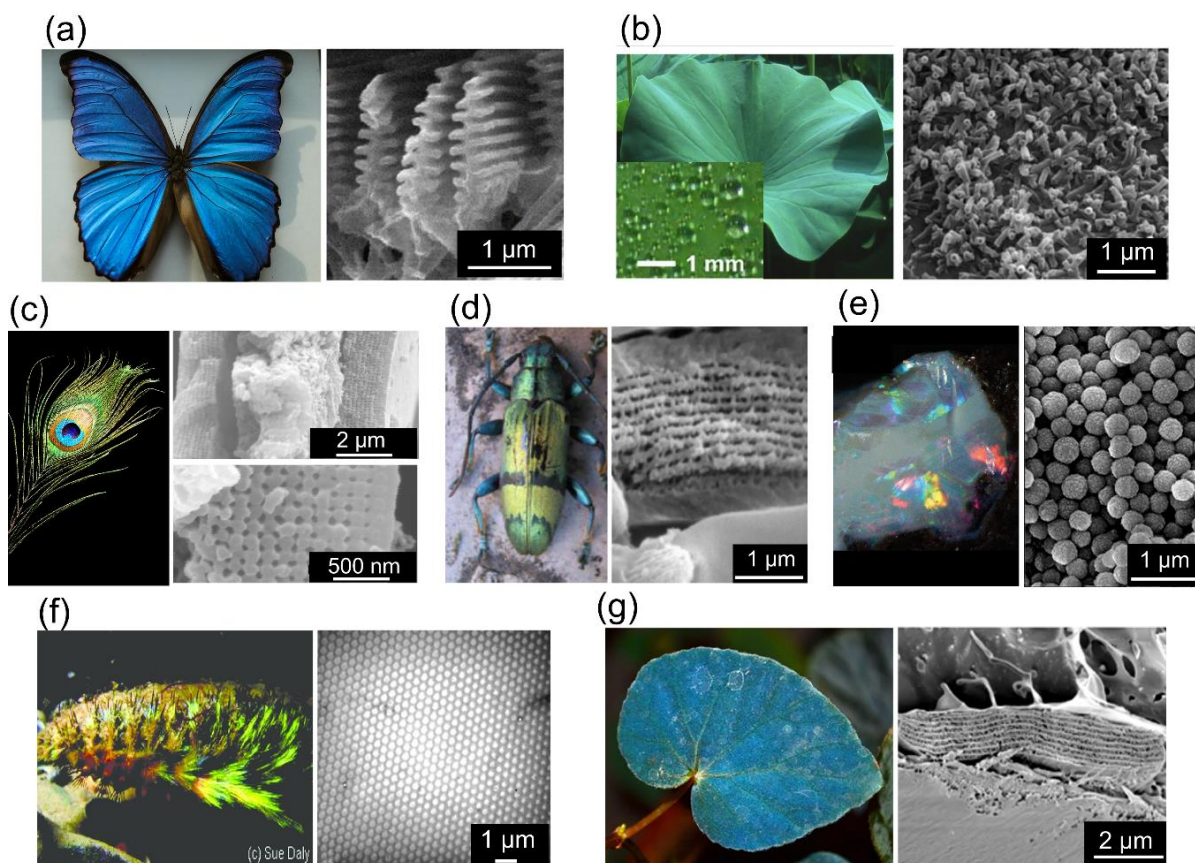 (a)
1 µm
(b)
1 mm
1 µm
(c)
2 µm
500 nm
(d)
1 µm
(e)
1 µm
(f)
(c) Sue Daly
1 µm
(g)
2 µm